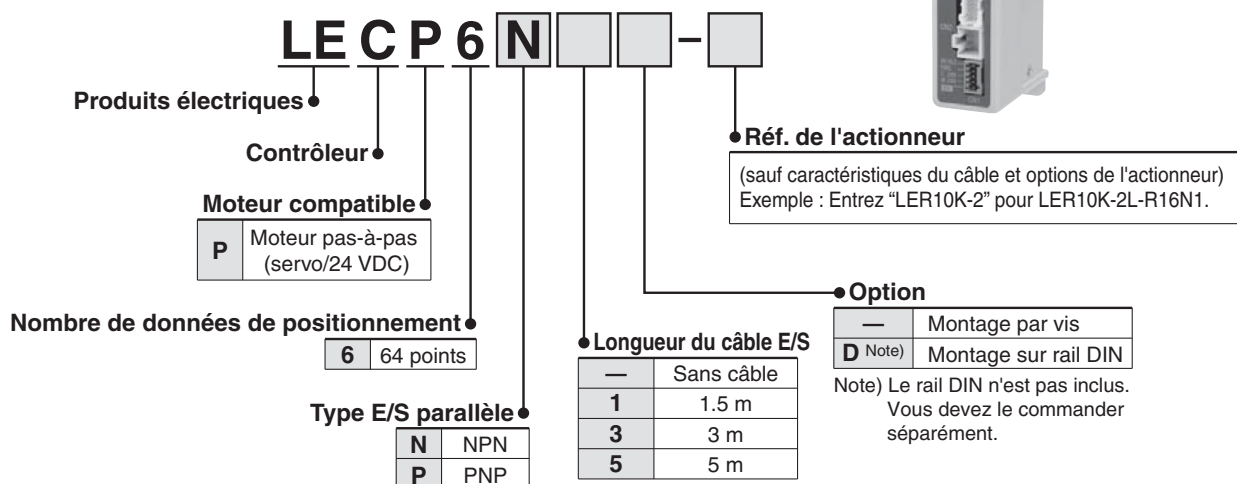 LECP6N –
Produits électriques
Contrôleur
Moteur compatible
P Moteur pas-à-pas
(servo/24 VDC)
Nombre de données de positionnement
6 64 points
Type E/S parallèle
N NPN
P PNP
Longueur du câble E/S
— Sans câble
1 1.5 m
3 3 m
5 5 m
Option
— Montage par vis
D Note) Montage sur rail DIN
Note) Le rail DIN n'est pas inclus.
Vous devez le commander
séparément.
Réf. de l'actionneur
(sauf caractéristiques du câble et options de l'actionneur)
Exemple : Entrez “LER10K-2” pour LER10K-2L-R16N1.